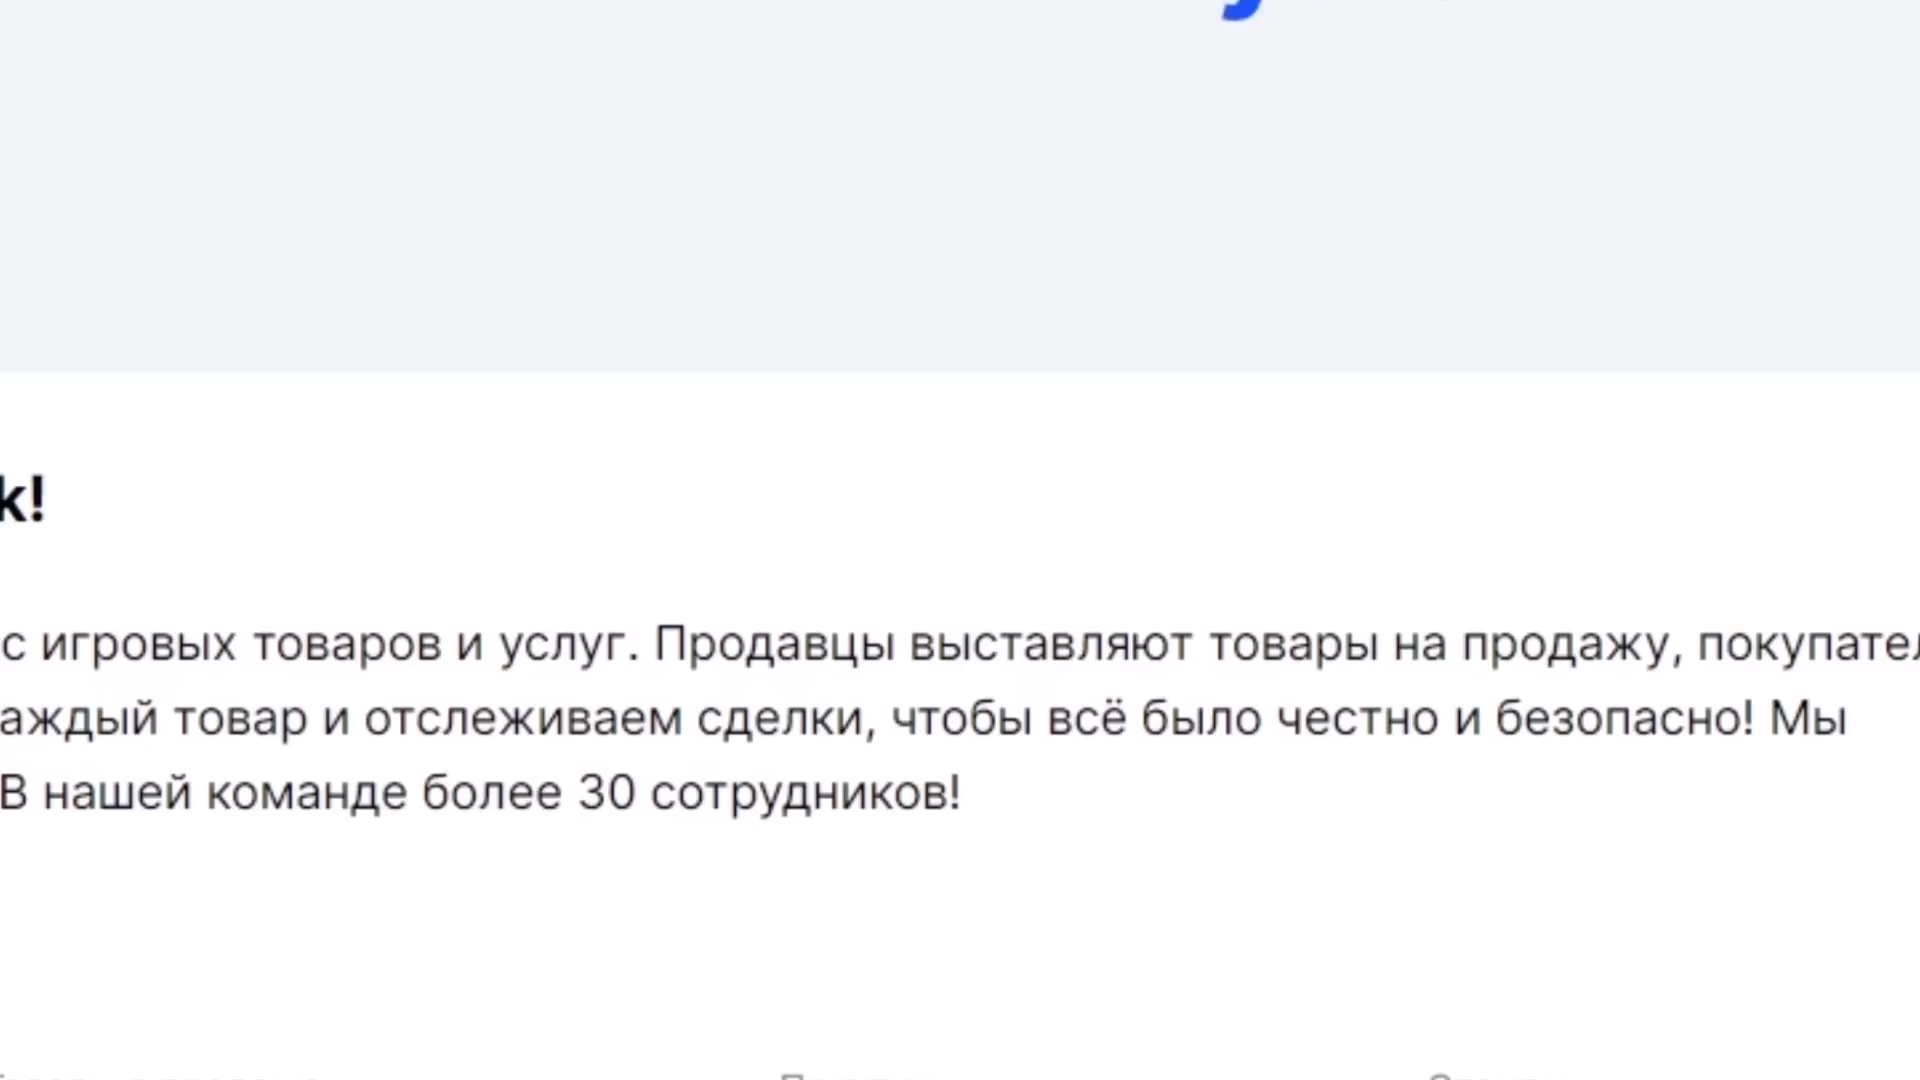 k!
с игровых товаров и услуг. Продавцы выставляют товары на продажу, покупател
аждый товар и отслеживаем сделки, чтобы всё было честно и безопасно! Мы
В нашей команде более 30 сотрудников!